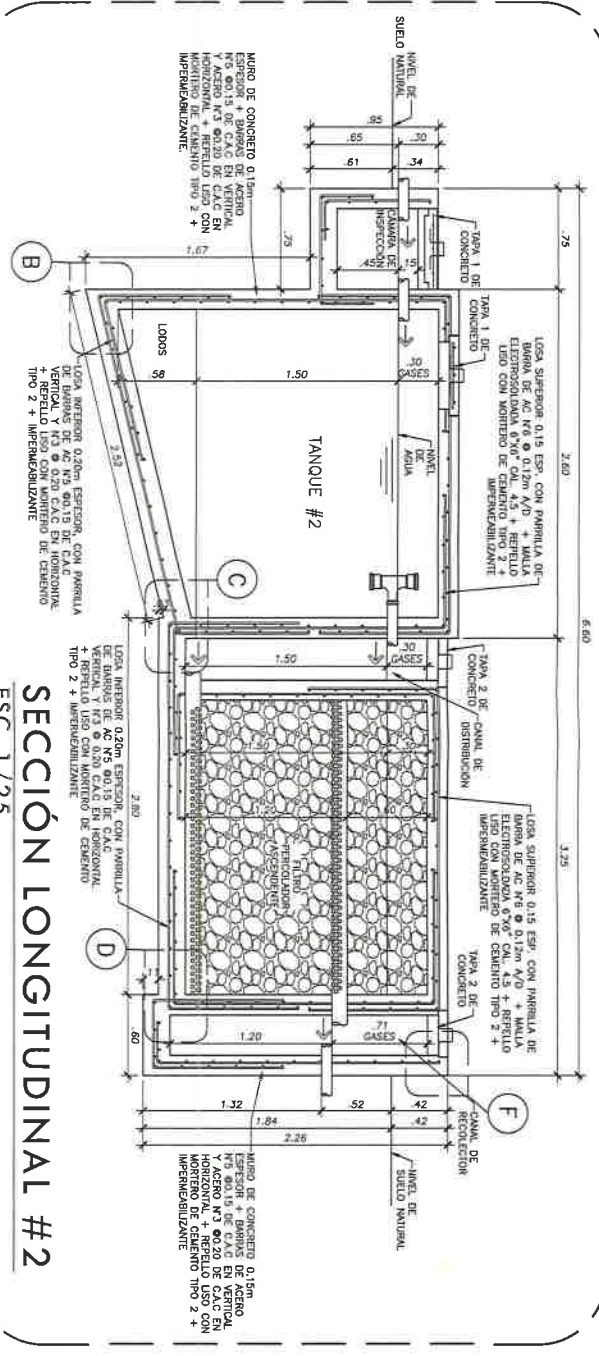 NIVEL DE
SUELO NATURAL
.95
.65
.30
.61
.34
.75
.75
TAPA 1 DE
CONCRETO
TAPA 1 DE
CONCRETO
CÁMARA DE
INSPECCIÓN
.45
.15
MURO DE CONCRETO 0.15m
ESPESOR + BARRAS DE ACERO
Nº5 @0.15 DE C.A.C EN VERTICAL
Y ACERO Nº3 @0.20 DE C.A.C EN
HORIZONTAL + REPELLO LISO CON
MORTERO DE CEMENTO TIPO 2 +
IMPERMEABILIZANTE.
1.67
B
LOSA SUPERIOR 0.15 ESP. CON PARRILLA DE
BARRA DE AC Nº6 @ 0.12m A/D + MALLA
ELECTROSOLDADA 6"X6" CAL. 4.5 + REPELLO
LISO CON MORTERO DE CEMENTO TIPO 2 +
IMPERMEABILIZANTE
2.60
6.60
LODOS
.58
1.50
.30
GASES
NIVEL
DE
AGUA
TANQUE #2
LOSA INFERIOR 0.20m ESPESOR, CON PARRILLA
DE BARRAS DE AC Nº5 @0.15 DE C.A.C
VERTICAL Y Nº3 @ 0.20 C.A.C EN HORIZONTAL
+ REPELLO LISO CON MORTERO DE CEMENTO
TIPO 2 + IMPERMEABILIZANTE
2.52
C
1.50
.30
GASES
TAPA 2 DE
CONCRETO
CANAL DE
DISTRIBUCIÓN
LOSA SUPERIOR 0.15 ESP. CON PARRILLA DE
BARRA DE AC Nº6 @ 0.12m A/D + MALLA
ELECTROSOLDADA 6"X6" CAL. 4.5 + REPELLO
LISO CON MORTERO DE CEMENTO TIPO 2 +
IMPERMEABILIZANTE
3.25
FILTRO
PERCOLADOR
ASCENDENTE
LOSA INFERIOR 0.20m ESPESOR, CON PARRILLA
DE BARRAS DE AC Nº5 @0.15 DE C.A.C
VERTICAL Y Nº3 @ 0.20 C.A.C EN HORIZONTAL
+ REPELLO LISO CON MORTERO DE CEMENTO
TIPO 2 + IMPERMEABILIZANTE
2.80
D
TAPA 2 DE
CONCRETO
CANAL DE
RECOLECTOR
F
1.20
.71
GASES
.60
1.32
.52
.42
1.84
.42
2.26
NIVEL DE
SUELO NATURAL
MURO DE CONCRETO 0.15m
ESPESOR + BARRAS DE ACERO
Nº5 @0.15 DE C.A.C EN VERTICAL
Y ACERO Nº3 @0.20 DE C.A.C EN
HORIZONTAL + REPELLO LISO CON
MORTERO DE CEMENTO TIPO 2 +
IMPERMEABILIZANTE
SECCIÓN LONGITUDINAL #2
ESC 1/25